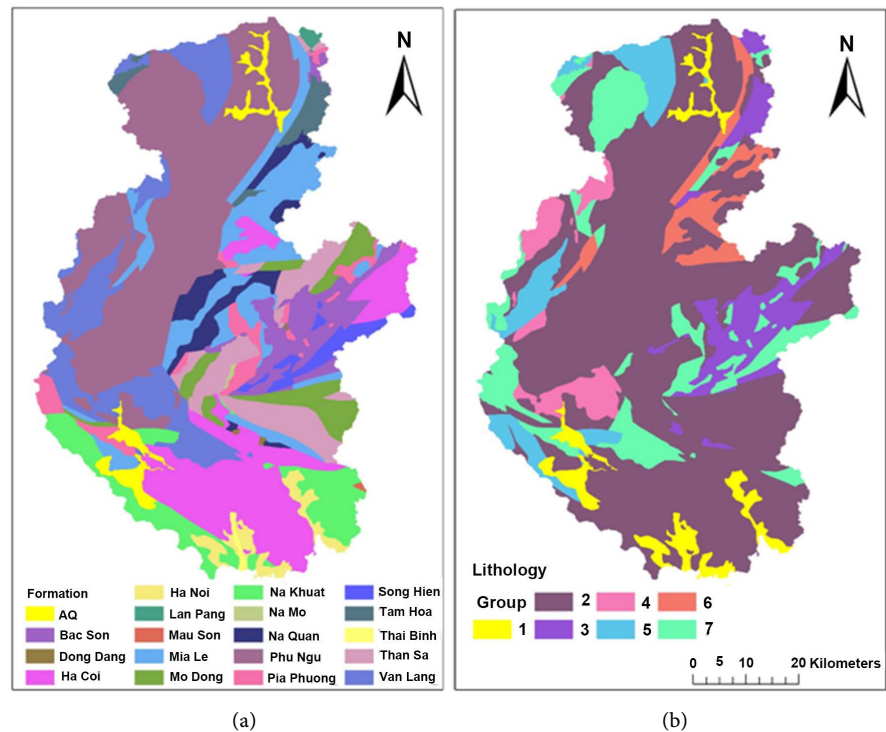 N
Formation
AQ
Bac Son
Dong Dang
Ha Coi
Ha Noi
Lan Pang
Mau Son
Mia Le
Mo Dong
Na Khuat
Na Mo
Na Quan
Phu Ngu
Pia Phuong
Song Hien
Tam Hoa
Thai Binh
Than Sa
Van Lang
(a)
N
Lithology
Group 2 4 6
1 3 5 7
0 5 10 20 Kilometers
(b)